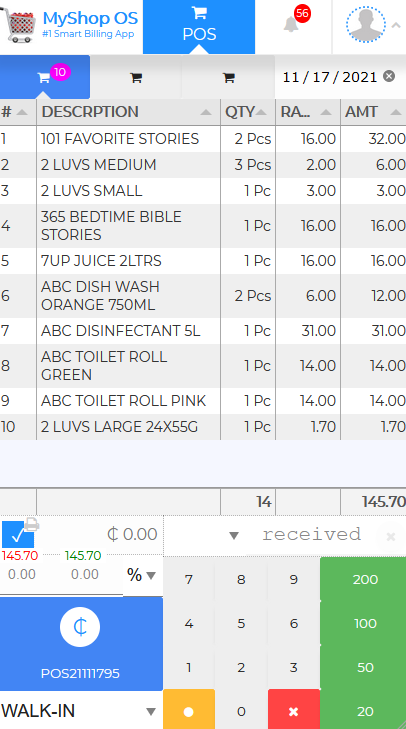 MyShop OS
#1 Smart Billing App
POS
56
10
11 / 17 / 2021
# DESCRPTION QTY RA... AMT
1 101 FAVORITE STORIES 2 Pcs 16.00 32.00
2 2 LUVS MEDIUM 3 Pcs 2.00 6.00
3 2 LUVS SMALL 1 Pc 3.00 3.00
4 365 BEDTIME BIBLE STORIES 1 Pc 16.00 16.00
5 7UP JUICE 2LTRS 1 Pc 16.00 16.00
6 ABC DISH WASH ORANGE 750ML 2 Pcs 6.00 12.00
7 ABC DISINFECTANT 5L 1 Pc 31.00 31.00
8 ABC TOILET ROLL GREEN 1 Pc 14.00 14.00
9 ABC TOILET ROLL PINK 1 Pc 14.00 14.00
10 2 LUVS LARGE 24X55G 1 Pc 1.70 1.70
14 145.70
₵ 0.00 received
145.70 145.70
0.00 0.00 %
7 8 9 200
4 5 6 100
₵
POS21111795
1 2 3 50
WALK-IN
0 20